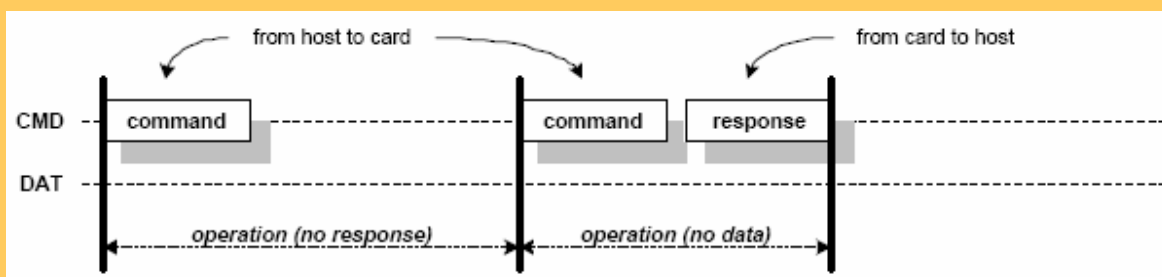 from host to card from card to host
CMD command command response
DAT
operation (no response) operation (no data)